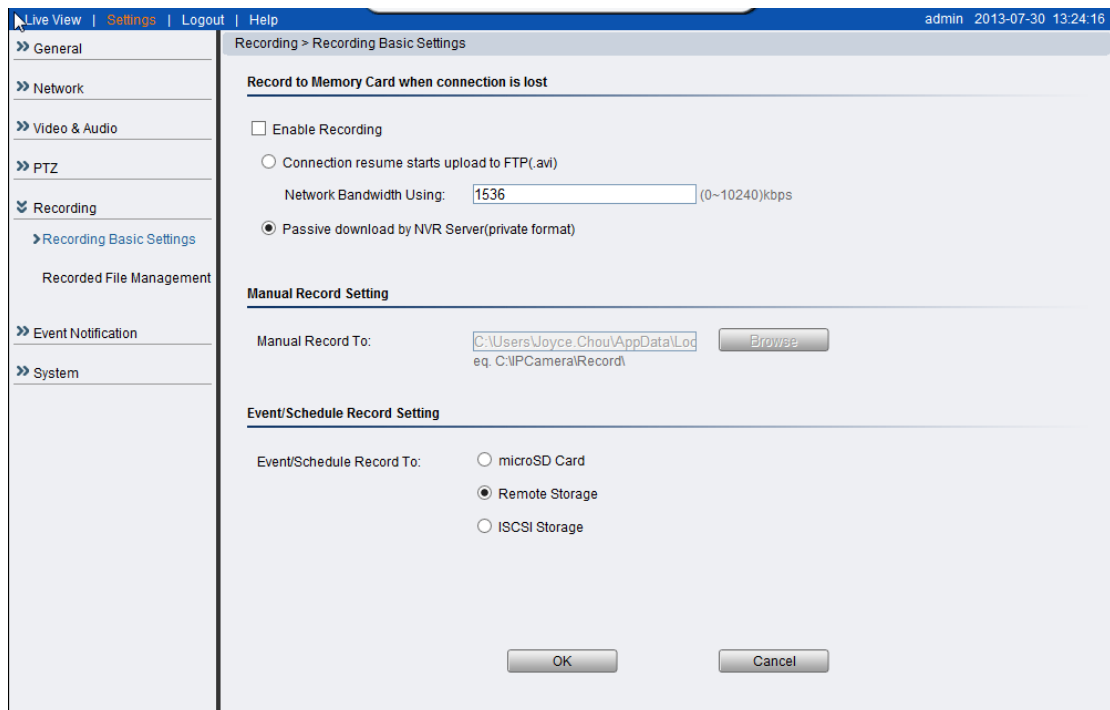 Live View | Settings | Logout | Help
admin 2013-07-30 13:24:16
General
Network
Video & Audio
PTZ
Recording
Recording Basic Settings
Recorded File Management
Event Notification
System
Recording > Recording Basic Settings
Record to Memory Card when connection is lost
Enable Recording
Connection resume starts upload to FTP(.avi)
Network Bandwidth Using: 1536 (0~10240)kbps
Passive download by NVR Server(private format)
Manual Record Setting
Manual Record To: C:\Users\Joyce.Chou\AppData\Loc Browse
eq. C:\IPCamera\Record\
Event/Schedule Record Setting
Event/Schedule Record To: microSD Card
Remote Storage
ISCSI Storage
OK Cancel